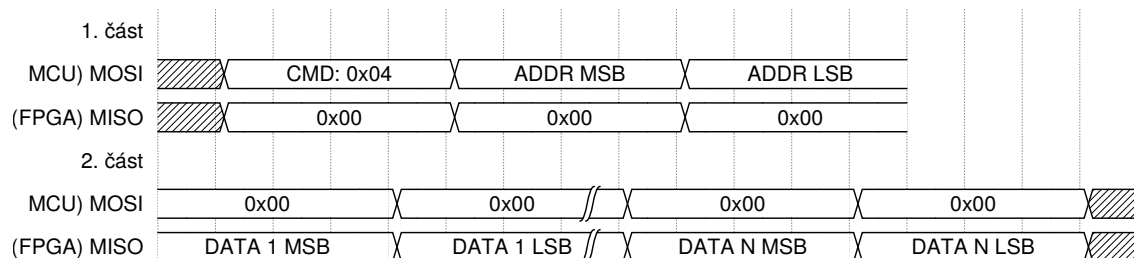 1. část
MCU) MOSI CMD: 0x04 ADDR MSB ADDR LSB
(FPGA) MISO 0x00 0x00 0x00
2. část
MCU) MOSI 0x00 0x00 0x00 0x00
(FPGA) MISO DATA 1 MSB DATA 1 LSB DATA N MSB DATA N LSB